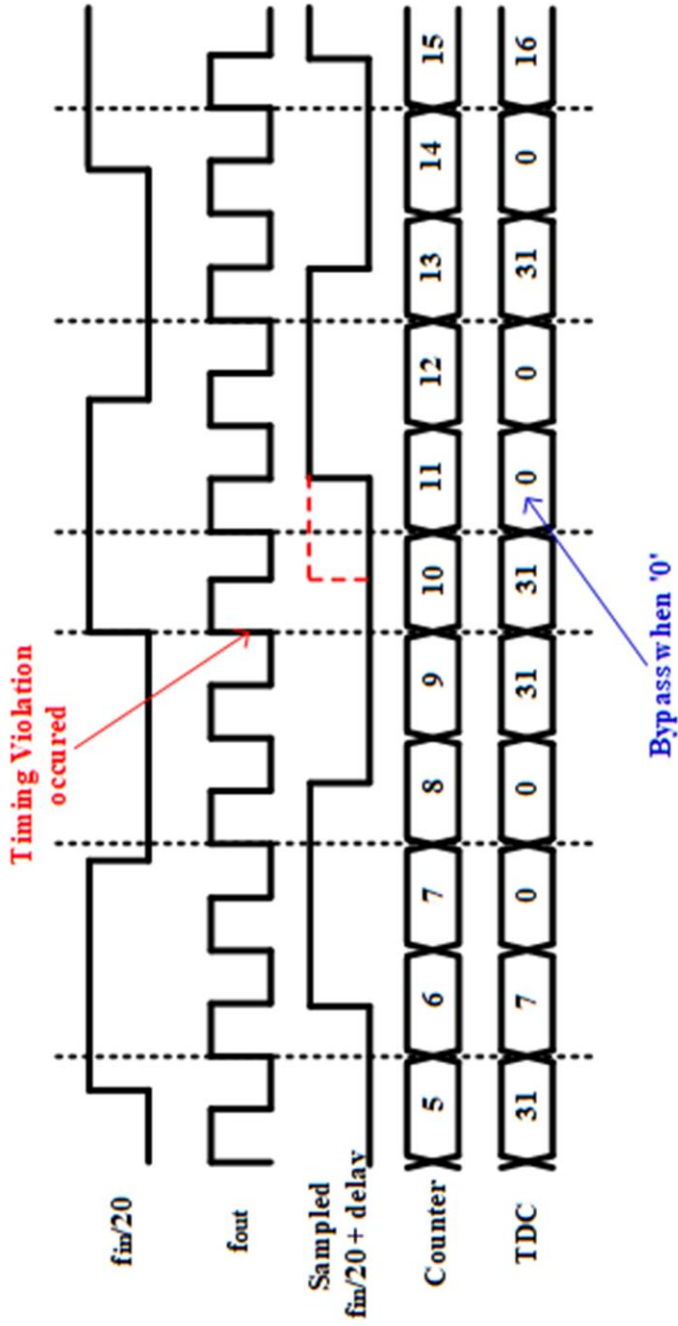 Timing Violation
occured
fin/20
fout
Sampled
fin/20 + delay
Counter
5 6 7 8 9 10 11 12 13 14 15
TDC
31 7 0 0 31 31 0 0 31 0 16
Bypass when '0'